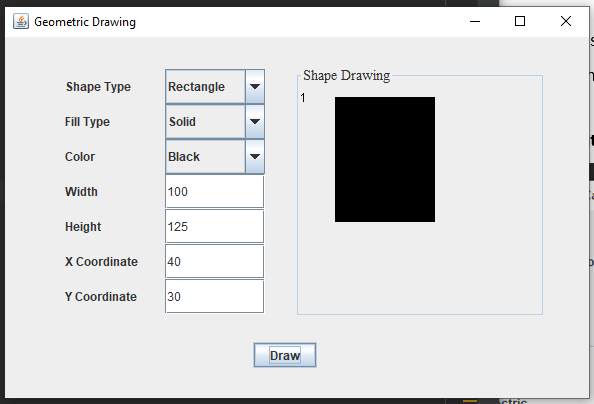 Geometric Drawing
Shape Type Rectangle
Fill Type Solid
Color Black
Width 100
Height 125
X Coordinate 40
Y Coordinate 30
Shape Drawing
1
Draw